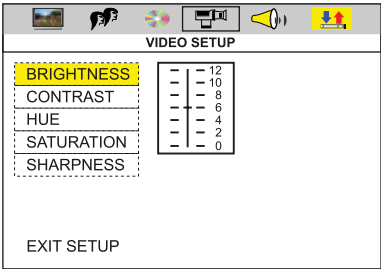 VIDEO SETUP
BRIGHTNESS
CONTRAST
HUE
SATURATION
SHARPNESS
12
10
8
6
4
2
0
EXIT SETUP